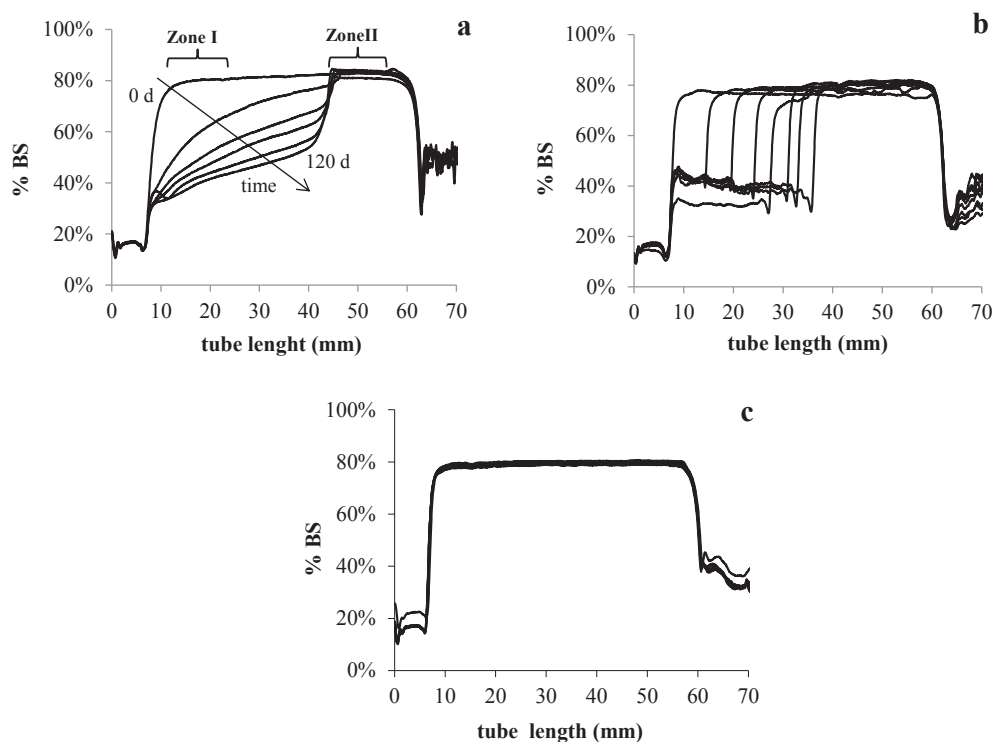 a
100%
80%
60%
40%
20%
0%
% BS
Zone I
ZoneII
0 d
120 d
time
0 10 20 30 40 50 60 70
tube lenght (mm)
b
100%
80%
60%
40%
20%
0%
% BS
0 10 20 30 40 50 60 70
tube length (mm)
c
100%
80%
60%
40%
20%
0%
% BS
0 10 20 30 40 50 60 70
tube length (mm)